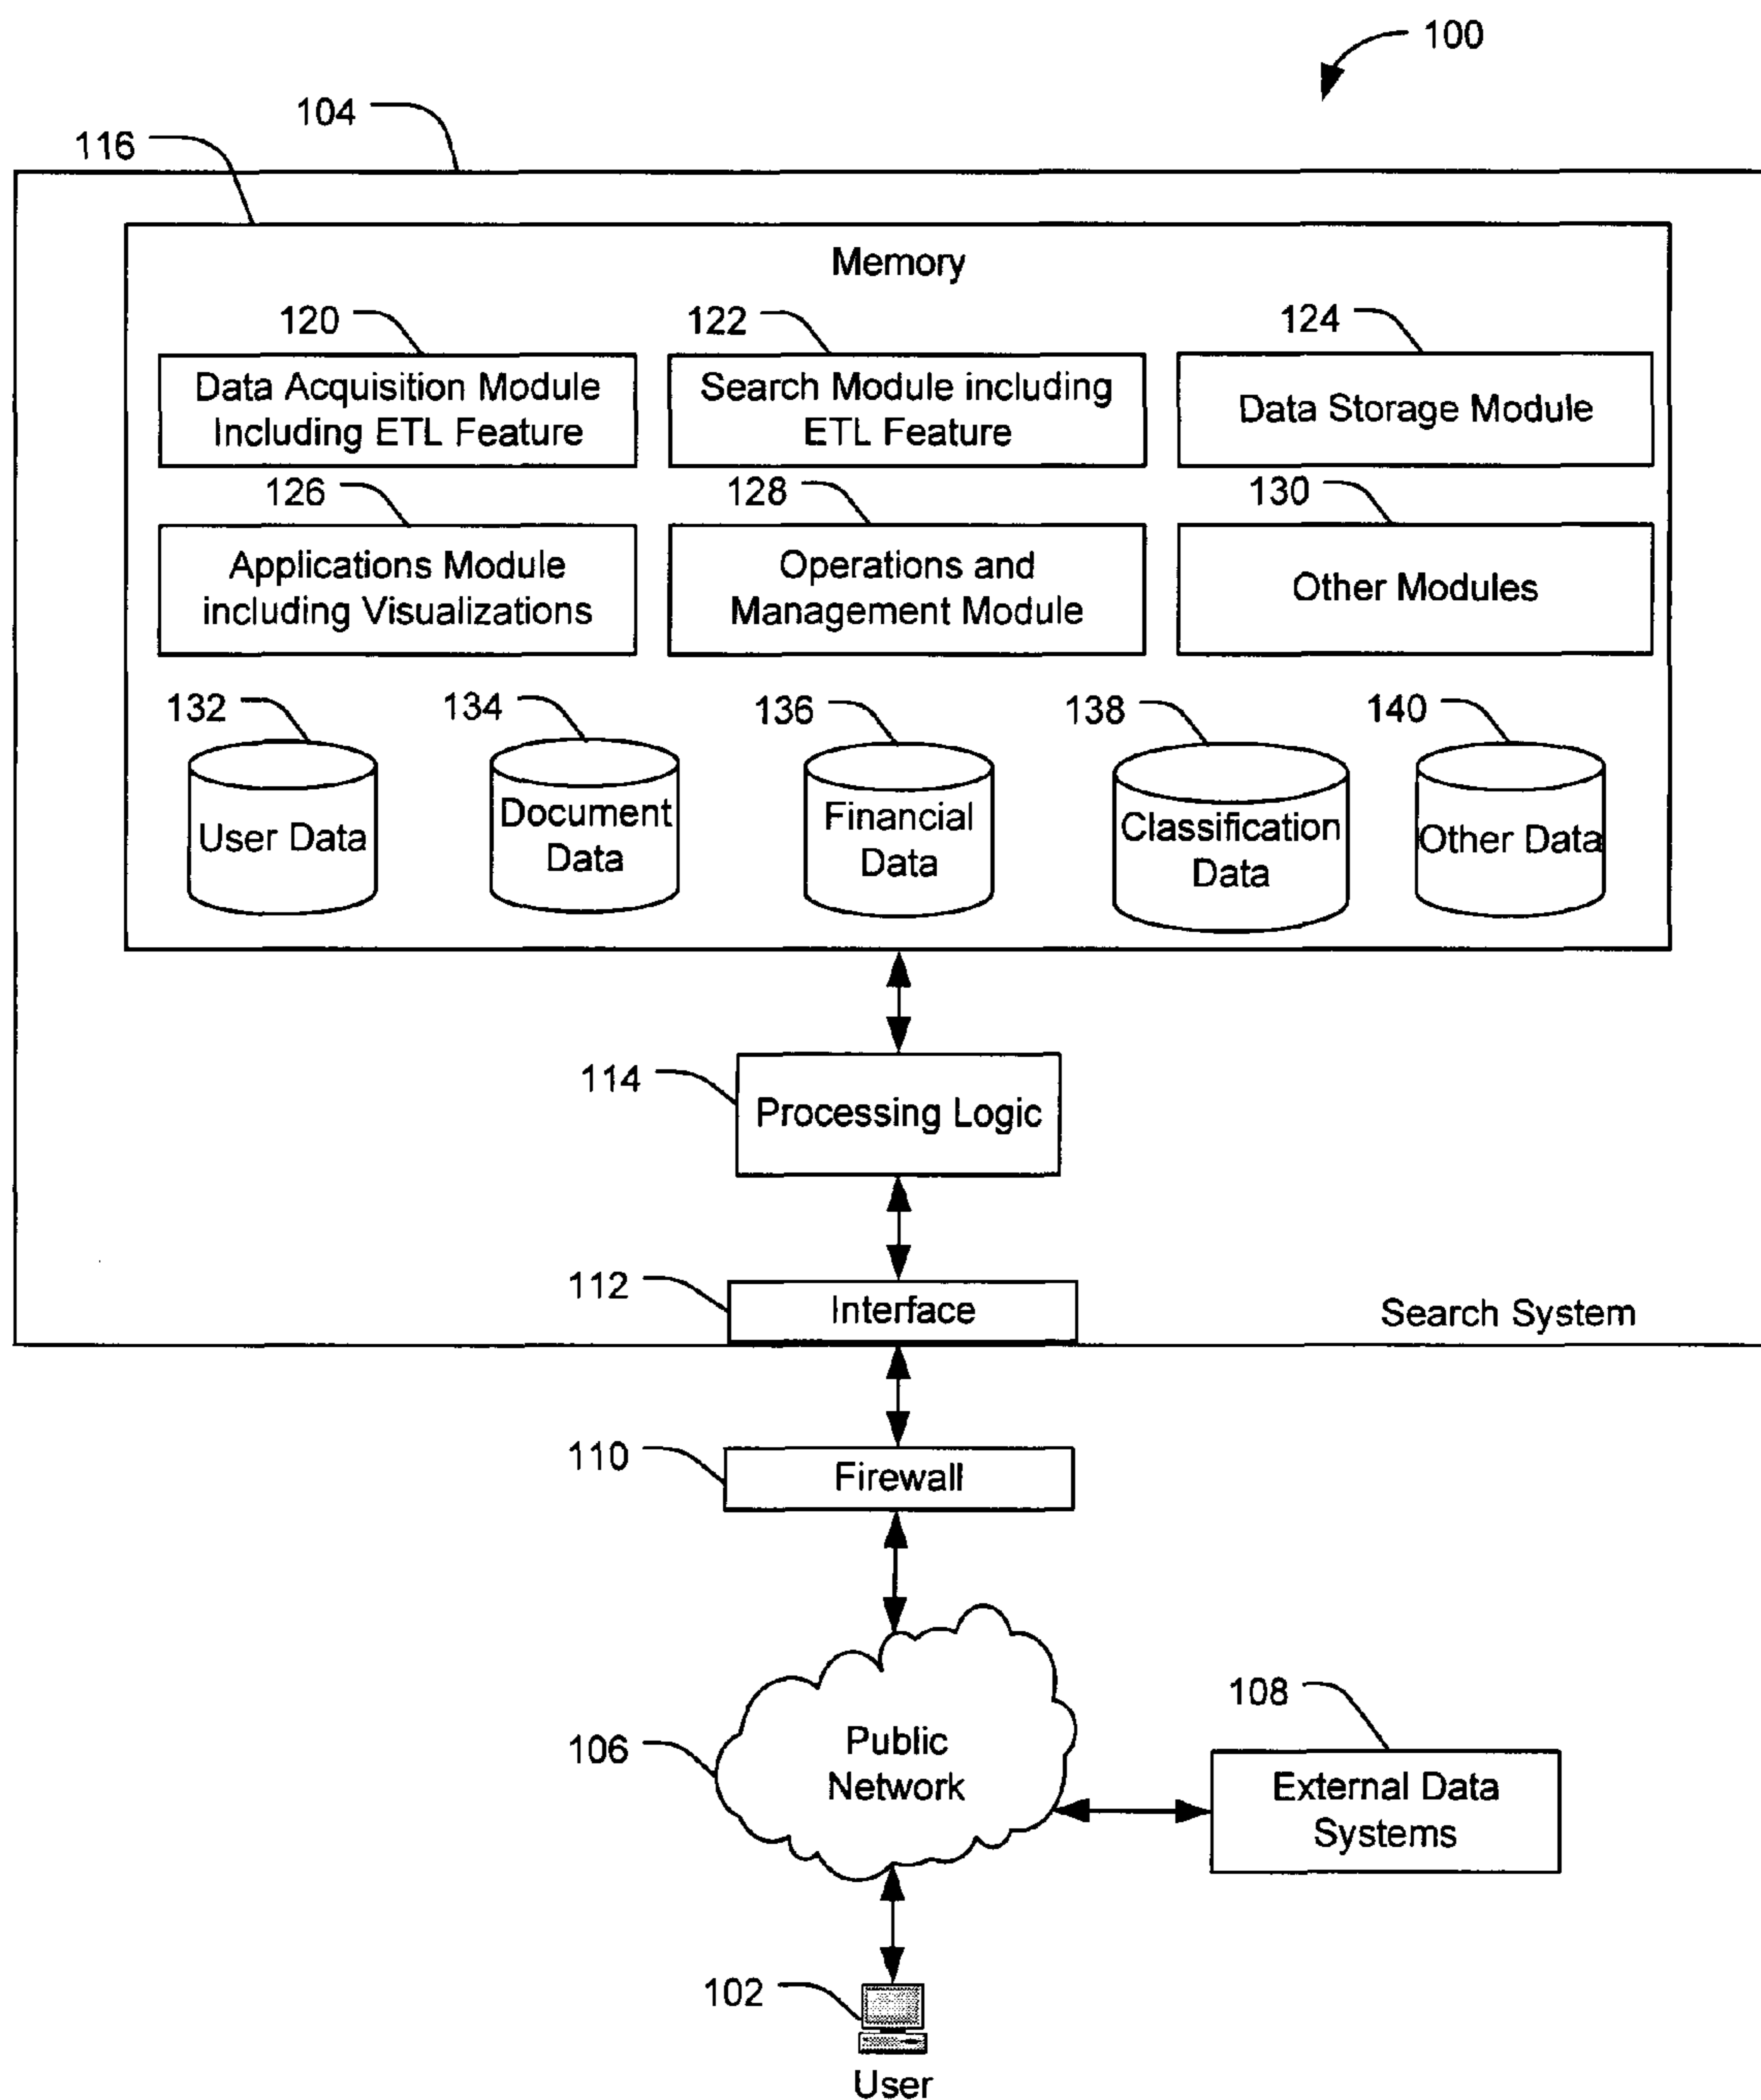 100
104
116
Memory
120
122
124
Data Acquisition Module
Including ETL Feature
Search Module including
ETL Feature
Data Storage Module
126
128
130
Applications Module
including Visualizations
Operations and
Management Module
Other Modules
132
134
136
138
140
User Data
Document
Data
Financial
Data
Classification
Data
Other Data
114
Processing Logic
112
Interface
Search System
110
Firewall
106
Public
Network
108
External Data
Systems
102
User